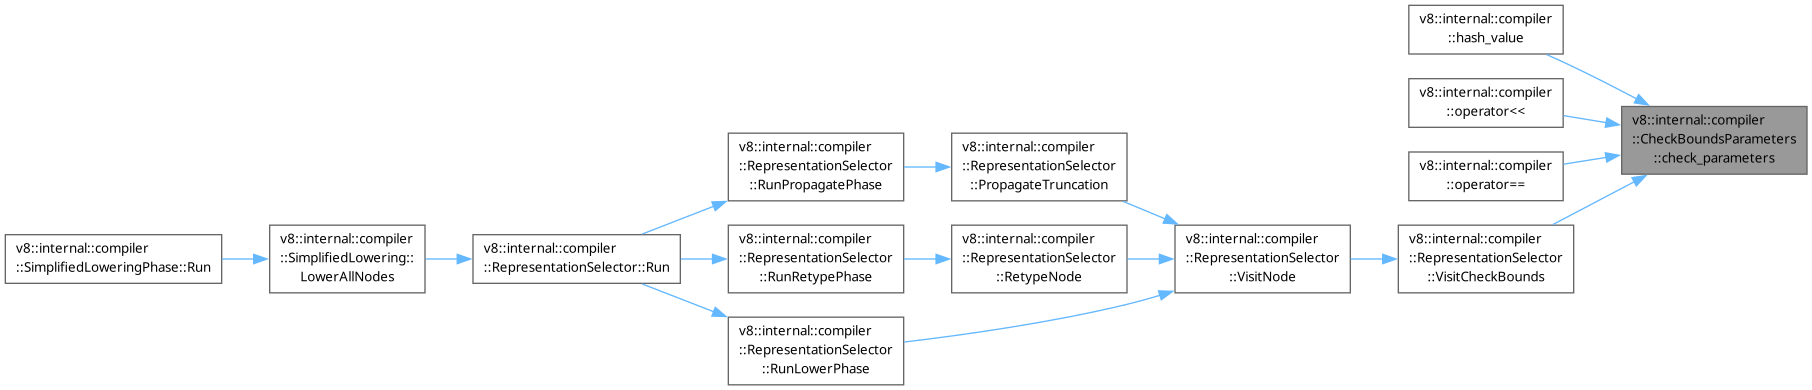 v8::internal::compiler
::SimplifiedLoweringPhase::Run
v8::internal::compiler
::SimplifiedLowering::
LowerAllNodes
v8::internal::compiler
::RepresentationSelector::Run
v8::internal::compiler
::RepresentationSelector
::RunPropagatePhase
v8::internal::compiler
::RepresentationSelector
::RunRetypePhase
v8::internal::compiler
::RepresentationSelector
::RunLowerPhase
v8::internal::compiler
::RepresentationSelector
::PropagateTruncation
v8::internal::compiler
::RepresentationSelector
::RetypeNode
v8::internal::compiler
::RepresentationSelector
::VisitNode
v8::internal::compiler
::hash_value
v8::internal::compiler
::operator<<
v8::internal::compiler
::operator==
v8::internal::compiler
::RepresentationSelector
::VisitCheckBounds
v8::internal::compiler
::CheckBoundsParameters
::check_parameters